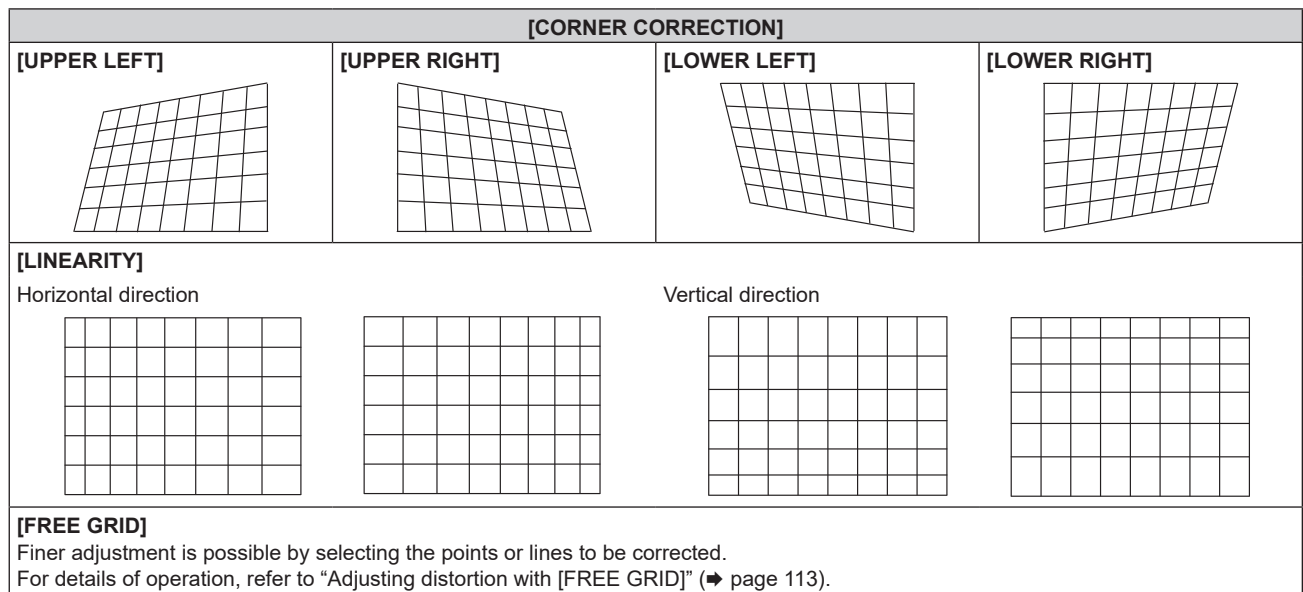 [CORNER CORRECTION]
[UPPER LEFT]
[UPPER RIGHT]
[LOWER LEFT]
[LOWER RIGHT]
[LINEARITY]
Horizontal direction
Vertical direction
[FREE GRID]
Finer adjustment is possible by selecting the points or lines to be corrected.
For details of operation, refer to “Adjusting distortion with [FREE GRID]” (➡ page 113).